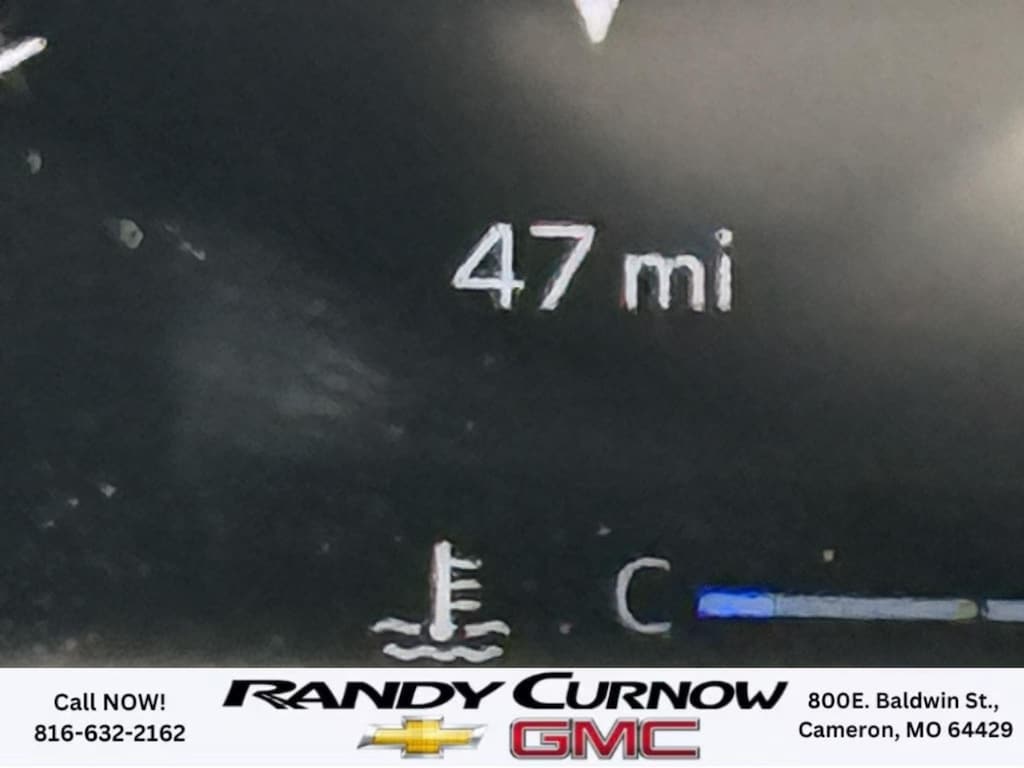 47 mi
C
Call NOW!
816-632-2162
RANDY CURNOW
GMC
800E. Baldwin St.,
Cameron, MO 64429